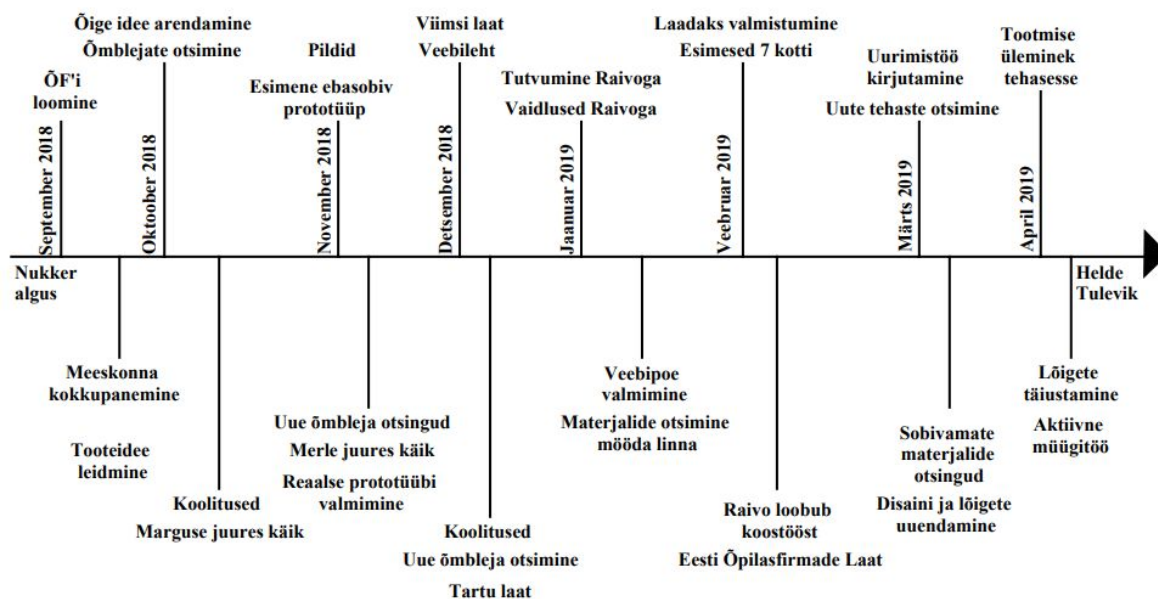 Õige idee arendamine
Õmblejate otsimine
ÕF'i
loomine
Pildid
Esimene ebasobiv
prototüüp
Viimsi laat
Veebileht
Tutvumine Raivoga
Vaidlused Raivoga
Laadaks valmistumine
Esimesed 7 kotti
Uurimistöö
kirjutamine
Uute tehaste otsimine
Tootmise
üleminek
tehasesse
September 2018
Oktoober 2018
November 2018
Detsember 2018
Jaanuar 2019
Veebruar 2019
Märts 2019
April 2019
Nukker
algus
Helde
Tulevik
Meeskonna
kokkupanemine
Tooteidee
leidmine
Koolitused
Marguse juures käik
Uue õmbleja otsingud
Merle juures käik
Reaalse prototüübi
valmimine
Koolitused
Uue õmbleja otsimine
Tartu laat
Veebipoe
valmimine
Materjalide otsimine
mööda linna
Raivo loobub
koostööst
Eesti Õpilasfirmade Laat
Sobivamate
materjalide
otsingud
Disaini ja lõigete
uuendamine
Lõigete
täiustamine
Aktiivne
müügitöö